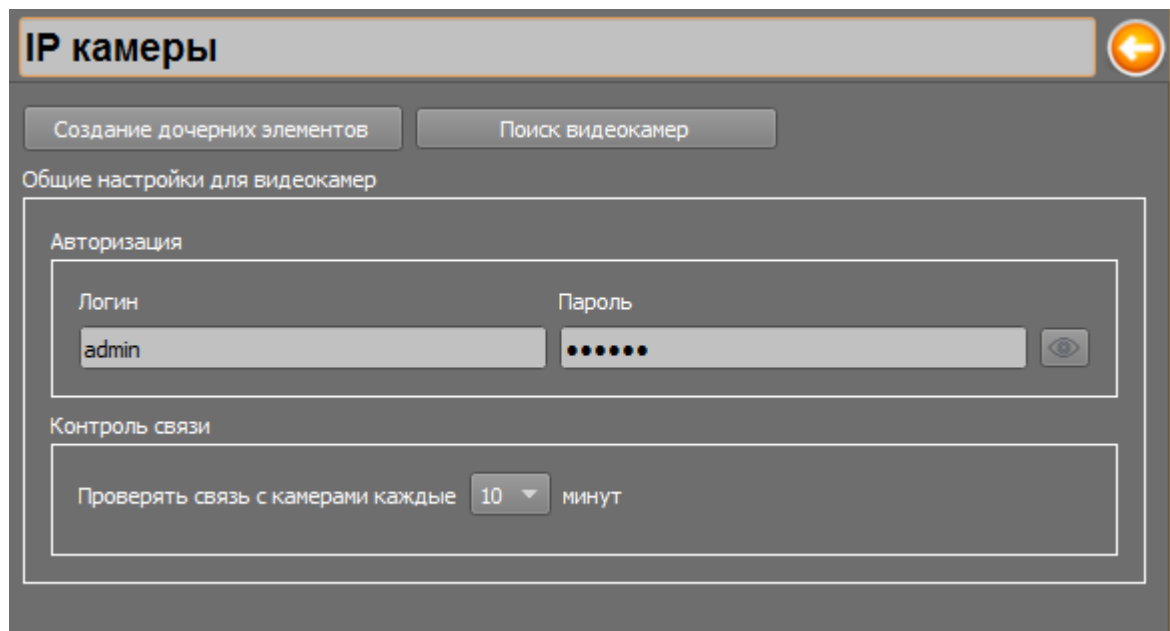 IP камеры
Создание дочерних элементов Поиск видеокамер
Общие настройки для видеокамер
Авторизация
Логин Пароль
admin ••••••
Контроль связи
Проверять связь с камерами каждые 10 минут